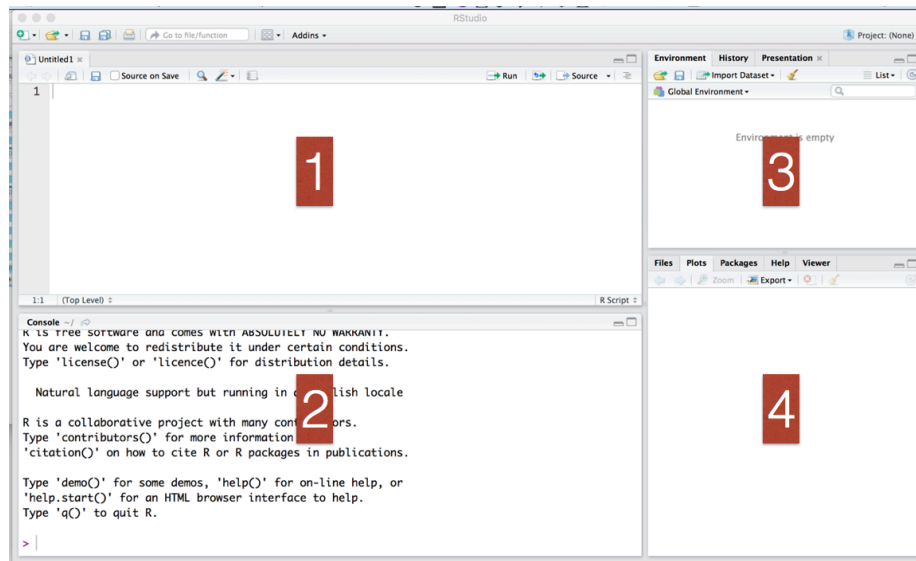 RStudio
Go to file/function
Addins
Project: (None)
Untitled1
Source on Save
Run
Source
1
1
1:1
(Top Level)
R Script
Console ~/
R is free software and comes with ABSOLUTELY NO WARRANTY.
You are welcome to redistribute it under certain conditions.
Type 'license()' or 'licence()' for distribution details.
Natural language support but running in lish locale
R is a collaborative project with many con ors.
Type 'contributors()' for more information
'citation()' on how to cite R or R packages in publications.
Type 'demo()' for some demos, 'help()' for on-line help, or
'help.start()' for an HTML browser interface to help.
Type 'q()' to quit R.
>
2
Environment History Presentation
Import Dataset
List
Global Environment
Environment is empty
3
Files Plots Packages Help Viewer
Zoom Export
4